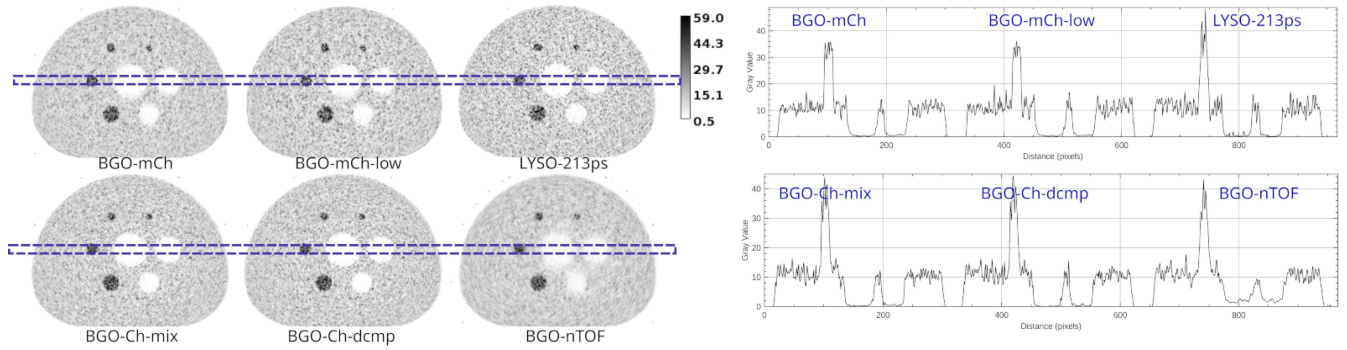 59.0
44.3
29.7
15.1
0.5
BGO-mCh BGO-mCh-low LYSO-213ps
BGO-Ch-mix BGO-Ch-dcmp BGO-nTOF
BGO-mCh BGO-mCh-low LYSO-213ps
Gray Value
40
30
20
10
0
0 200 400 600 800
Distance (pixels)
BGO-Ch-mix BGO-Ch-dcmp BGO-nTOF
Gray Value
40
30
20
10
0
0 200 400 600 800
Distance (pixels)